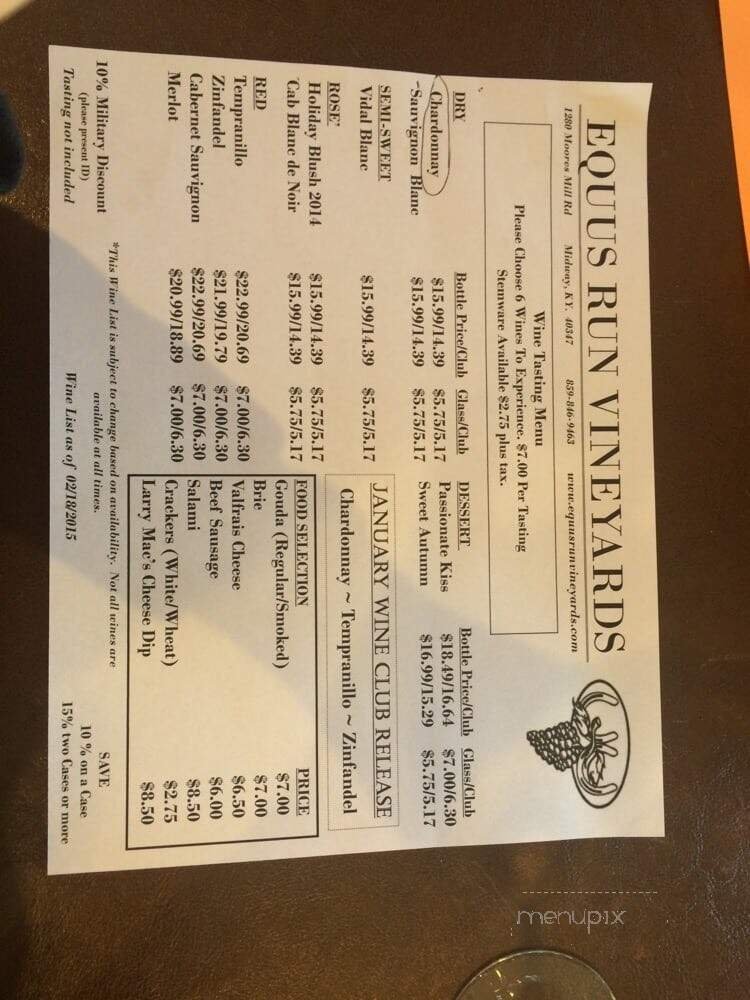 EQUUS RUN VINEYARDS
1280 Moores Mill Rd Midway, KY. 40347 859-846-9463 www.equusrunvineyards.com
Wine Tasting Menu
Please Choose 6 Wines To Experience. $7.00 Per Tasting
Stemware Available $2.75 plus tax.
DRY Bottle Price/Club Glass/Club
Chardonnay $15.99/14.39 $5.75/5.17
~Sauvignon Blanc $15.99/14.39 $5.75/5.17
SEMI-SWEET
Vidal Blanc $15.99/14.39 $5.75/5.17
ROSE'
Holiday Blush 2014 $15.99/14.39 $5.75/5.17
Cab Blanc de Noir $15.99/14.39 $5.75/5.17
RED
Tempranillo $22.99/20.69 $7.00/6.30
Zinfandel $21.99/19.79 $7.00/6.30
Cabernet Sauvignon $22.99/20.69 $7.00/6.30
Merlot $20.99/18.89 $7.00/6.30
DESSERT Bottle Price/Club Glass/Club
Passionate Kiss $18.49/16.64 $7.00/6.30
Sweet Autumn $16.99/15.29 $5.75/5.17
JANUARY WINE CLUB RELEASE
Chardonnay ~ Tempranillo ~ Zinfandel
FOOD SELECTION PRICE
Gouda (Regular/Smoked) $7.00
Brie $7.00
Valfrais Cheese $6.50
Beef Sausage $6.00
Salami $8.50
Crackers (White/Wheat) $2.75
Larry Mac's Cheese Dip $8.50
10% Military Discount
(please present ID)
Tasting not included
*This Wine List is subject to change based on availability. Not all wines are
available at all times.
Wine List as of 02/18/2015
SAVE
10 % on a Case
15% two Cases or more
menupix